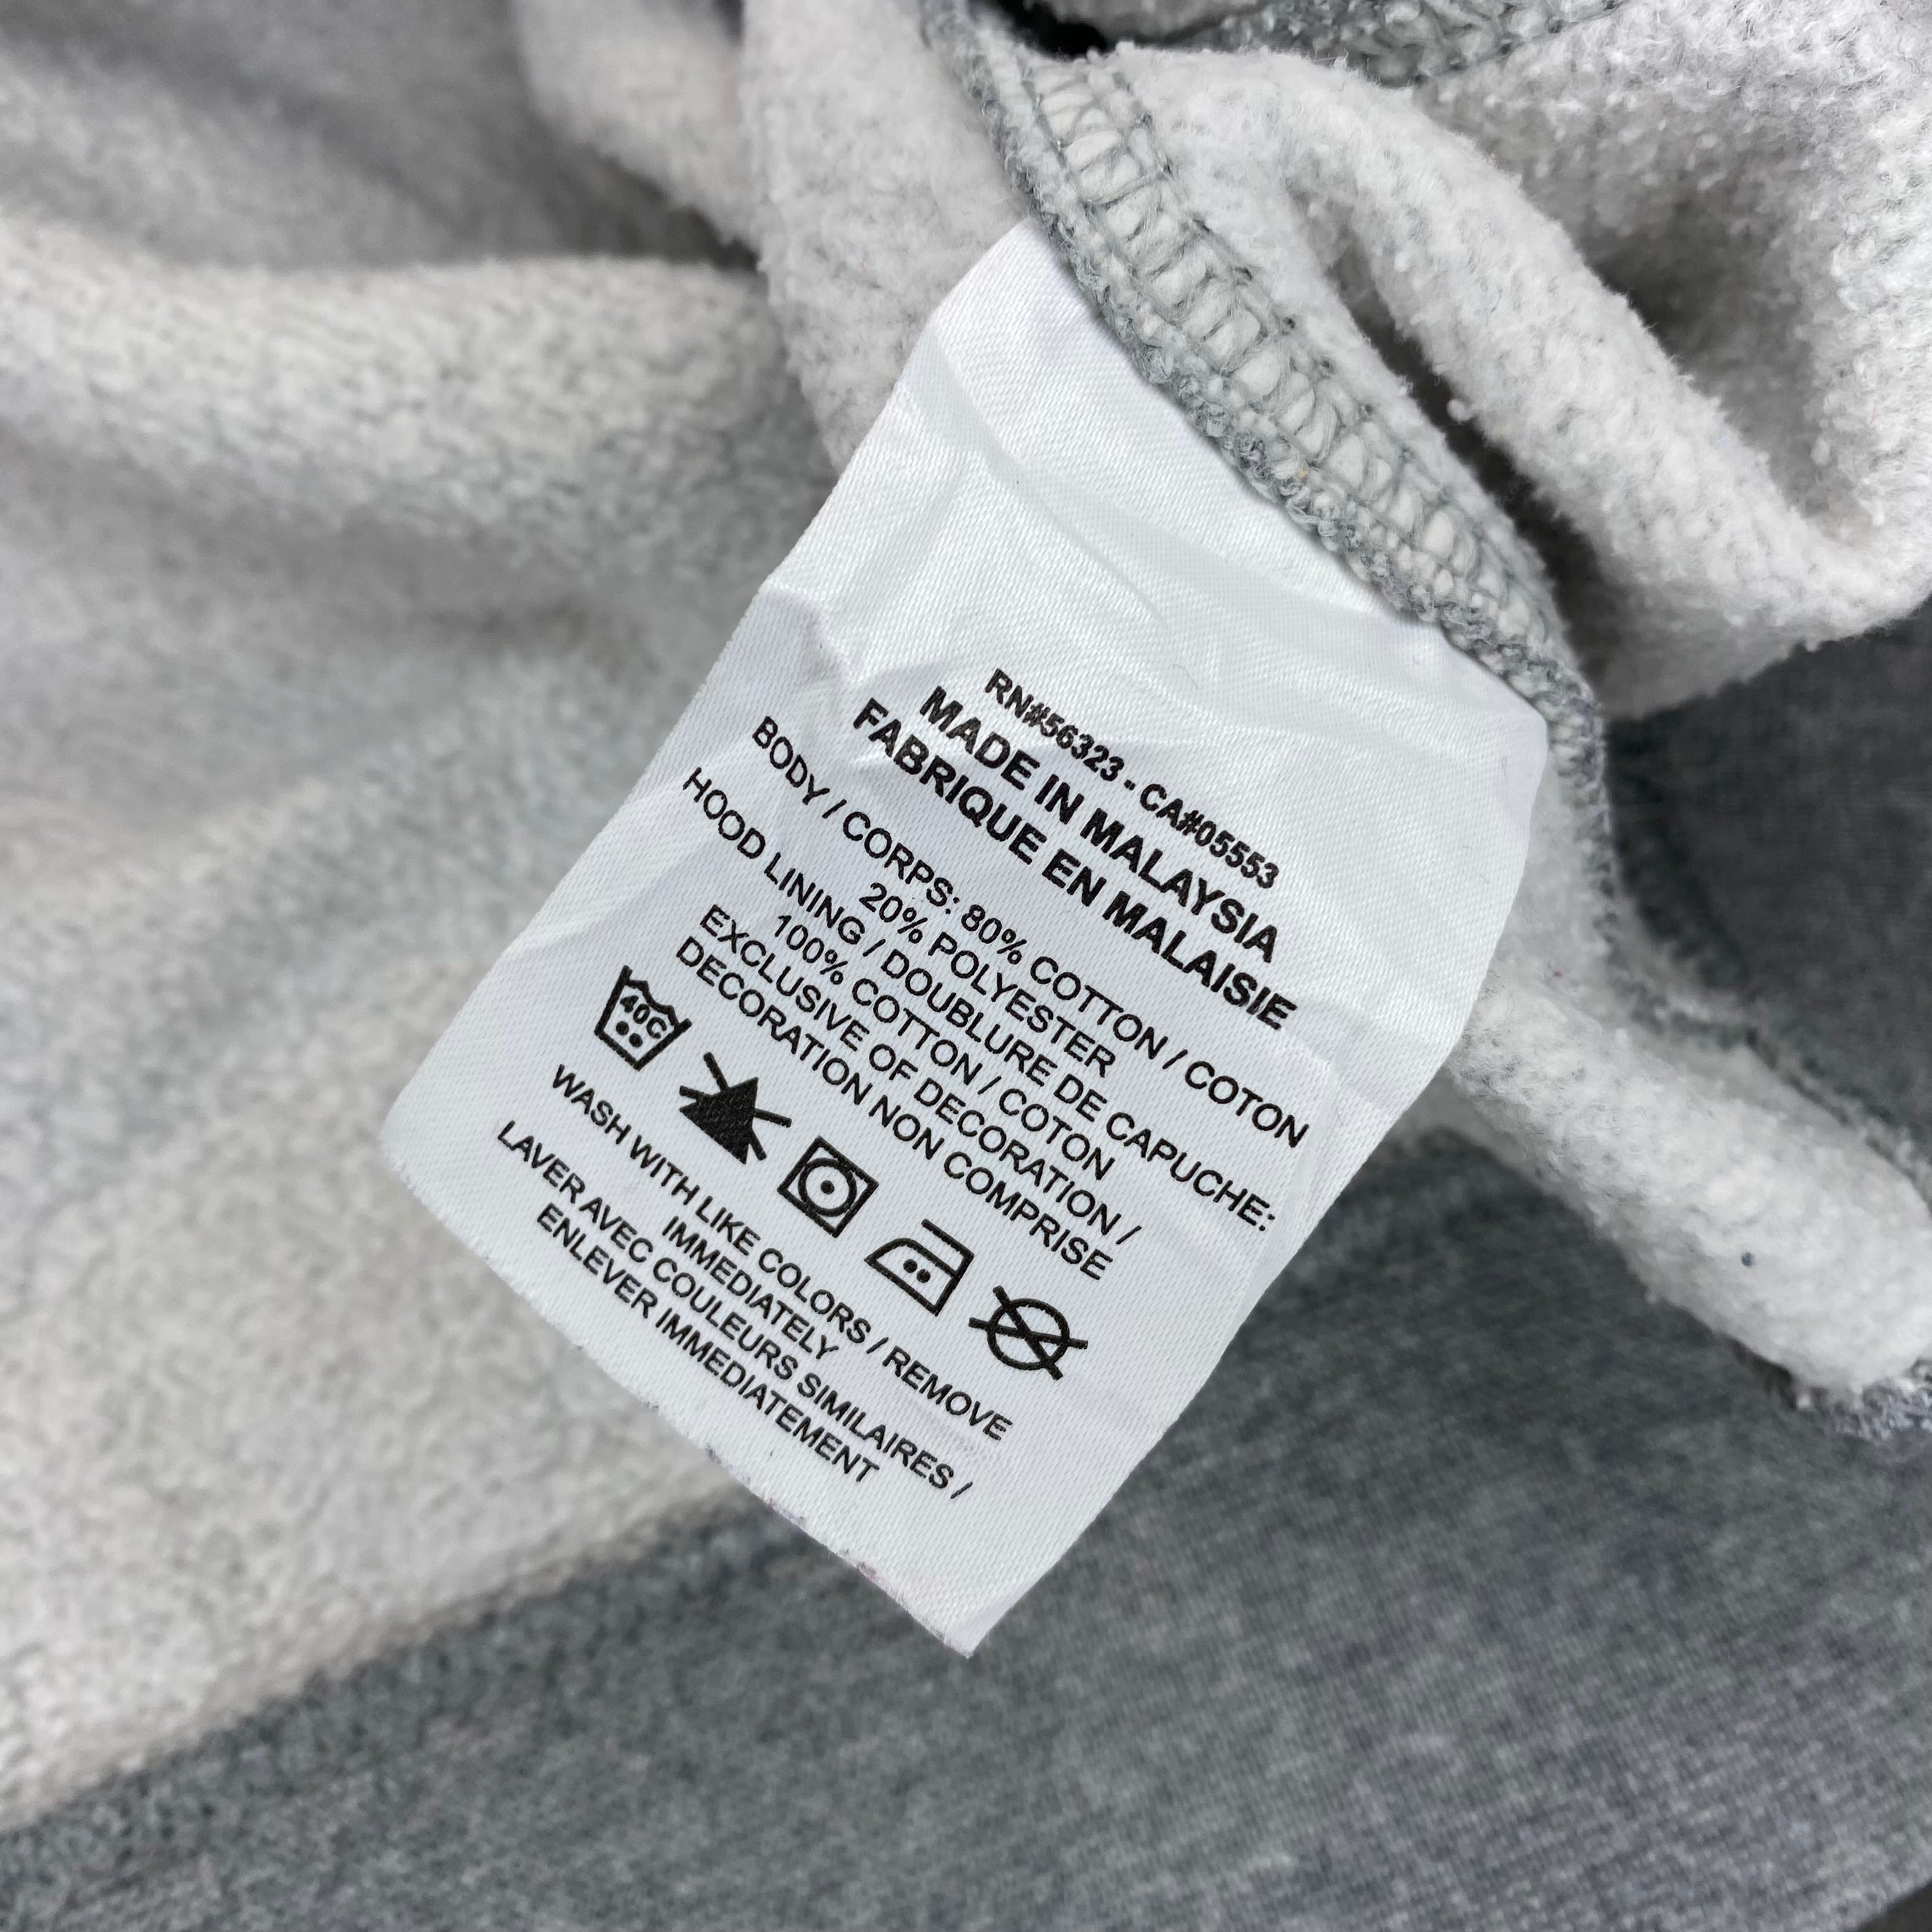 RN#56323 - CA#05553
MADE IN MALAYSIA
FABRIQUE EN MALAISIE
BODY / CORPS: 80% COTTON / COTON
20% POLYESTER
HOOD LINING / DOUBLURE DE CAPUCHE:
100% COTTON / COTON
EXCLUSIVE OF DECORATION /
DECORATION NON COMPRISE
40C
WASH WITH LIKE COLORS / REMOVE
IMMEDIATELY
LAVER AVEC COULEURS SIMILAIRES /
ENLEVER IMMEDIATEMENT